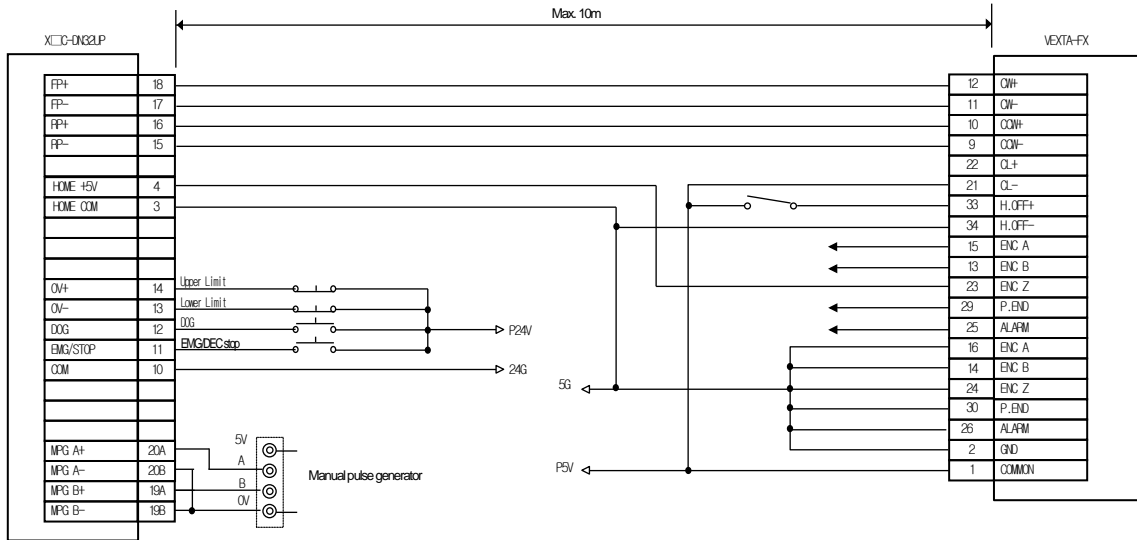 Max. 10m
X□C-DN32UP
VEXTA-FX
FP+ 18
FP- 17
RP+ 16
RP- 15
HOME +5V 4
HOME COM 3
OV+ 14 Upper Limit
OV- 13 Lower Limit
DOG 12 DOG
EMG/STOP 11 EMG/DEC stop
COM 10
P24V
24G
MPG A+ 20A
MPG A- 20B
MPG B+ 19A
MPG B- 19B
5V
A
B
0V
Manual pulse generator
5G
P5V
12 CW+
11 CW-
10 CCW+
9 CCW-
22 CL+
21 CL-
33 H.OFF+
34 H.OFF-
15 ENC A
13 ENC B
23 ENC Z
29 P.END
25 ALARM
16 ENC A
14 ENC B
24 ENC Z
30 P.END
26 ALARM
2 GND
1 COMMON